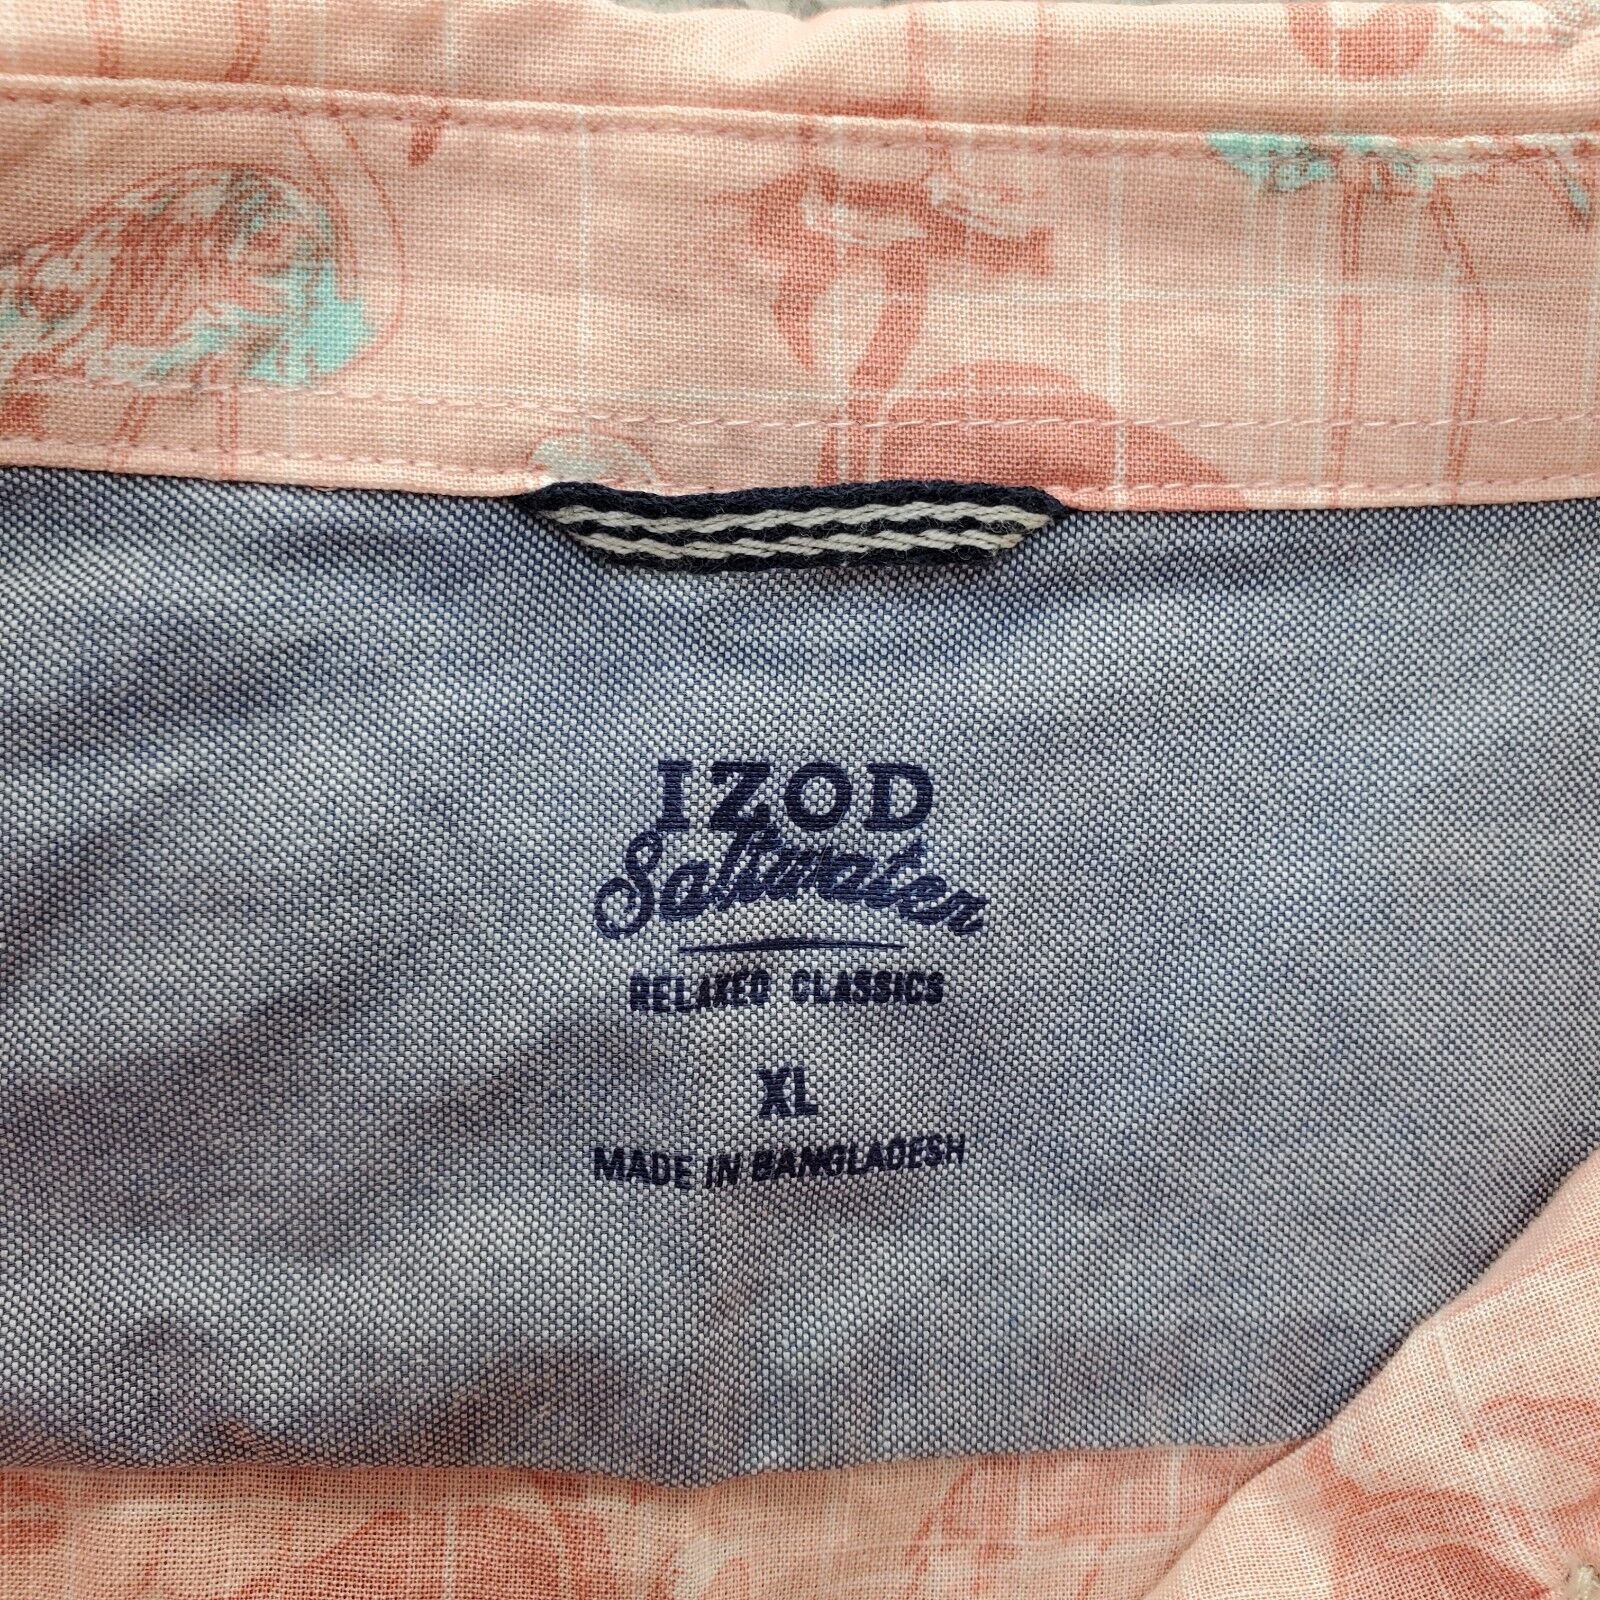 IZOD
Saltwater
RELAXED CLASSICS
XL
MADE IN BANGLADESH